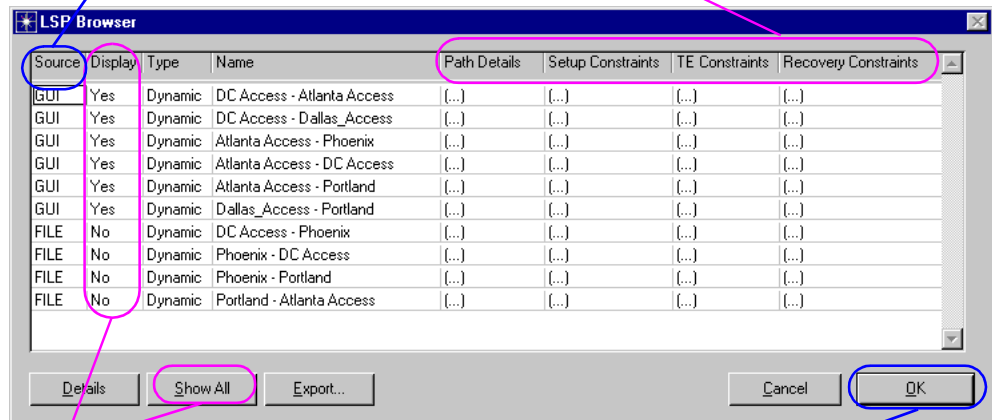 LSP Browser
Source Display Type Name Path Details Setup Constraints TE Constraints Recovery Constraints
GUI Yes Dynamic DC Access - Atlanta Access (...) (...) (...) (...)
GUI Yes Dynamic DC Access - Dallas_Access (...) (...) (...) (...)
GUI Yes Dynamic Atlanta Access - Phoenix (...) (...) (...) (...)
GUI Yes Dynamic Atlanta Access - DC Access (...) (...) (...) (...)
GUI Yes Dynamic Atlanta Access - Portland (...) (...) (...) (...)
GUI Yes Dynamic Dallas_Access - Portland (...) (...) (...) (...)
FILE No Dynamic DC Access - Phoenix (...) (...) (...) (...)
FILE No Dynamic Phoenix - DC Access (...) (...) (...) (...)
FILE No Dynamic Phoenix - Portland (...) (...) (...) (...)
FILE No Dynamic Portland - Atlanta Access (...) (...) (...) (...)
Details Show All Export... Cancel OK